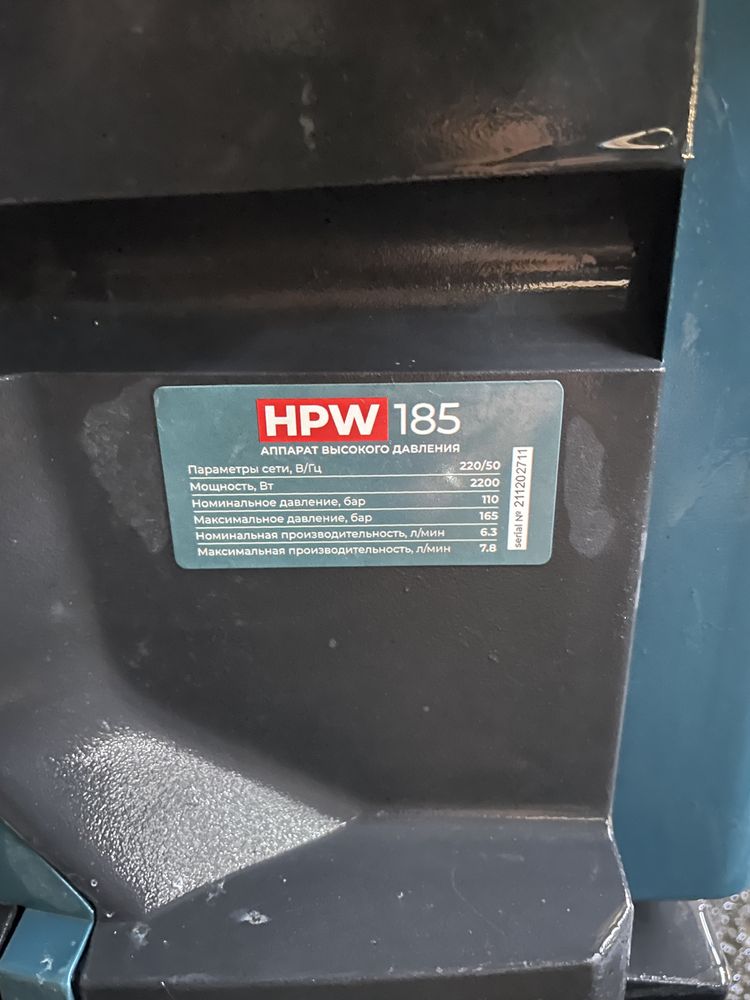 HPW 185
АППАРАТ ВЫСОКОГО ДАВЛЕНИЯ
Параметры сети, В/Гц 220/50
Мощность, Вт 2200
Номинальное давление, бар 110
Максимальное давление, бар 165
Номинальная производительность, л/мин 6.3
Максимальная производительность, л/мин 7.8
serial № 211202711